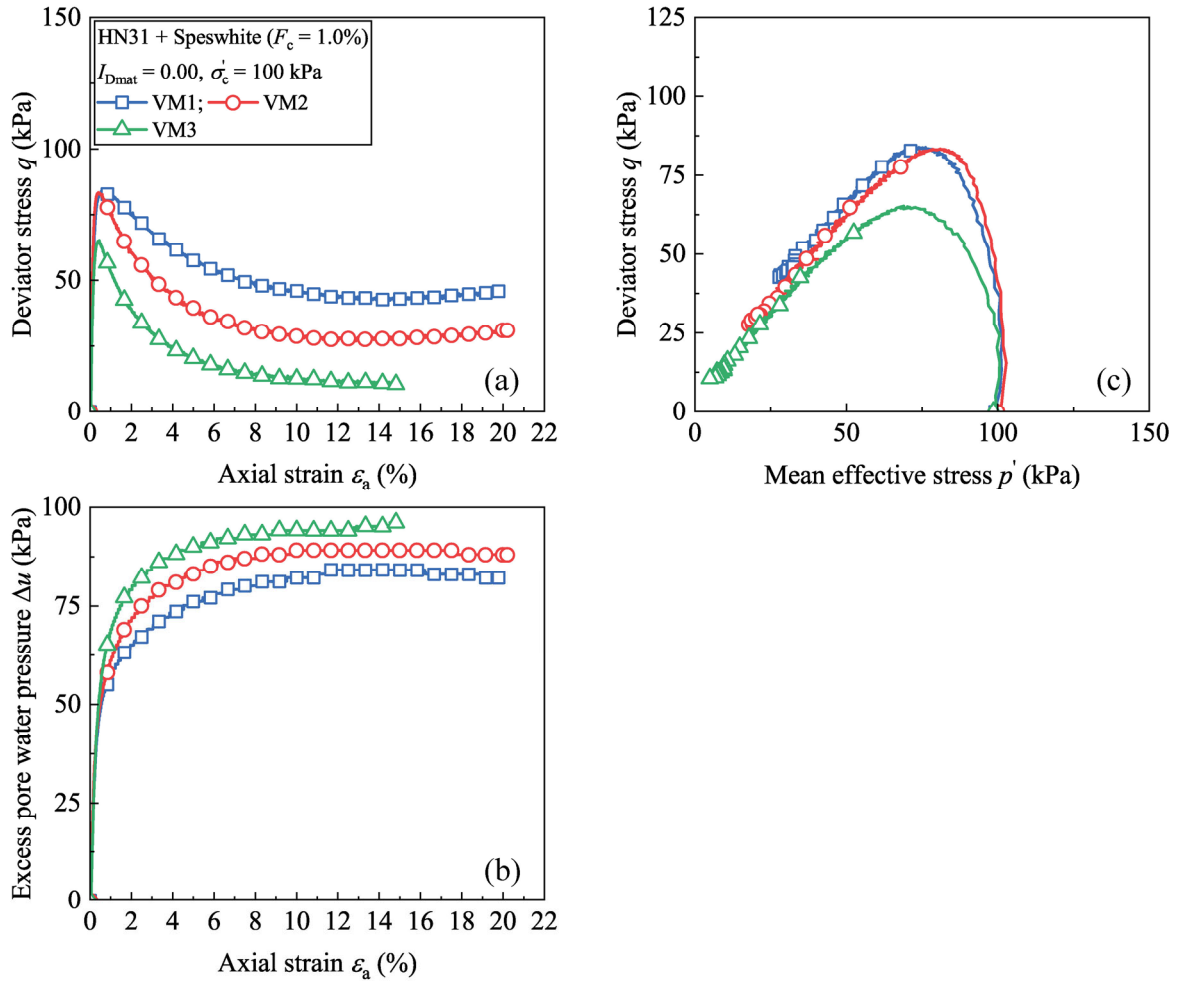 150
100
50
0
Deviator stress q (kPa)
HN31 + Speswhite (Fc = 1.0%)
IDmat = 0.00, σ'c = 100 kPa
VM1; VM2
VM3
(a)
0 2 4 6 8 10 12 14 16 18 20 22
Axial strain εa (%)
125
100
75
50
25
0
Deviator stress q (kPa)
(c)
0 50 100 150
Mean effective stress p' (kPa)
100
75
50
25
0
Excess pore water pressure Δu (kPa)
(b)
0 2 4 6 8 10 12 14 16 18 20 22
Axial strain εa (%)